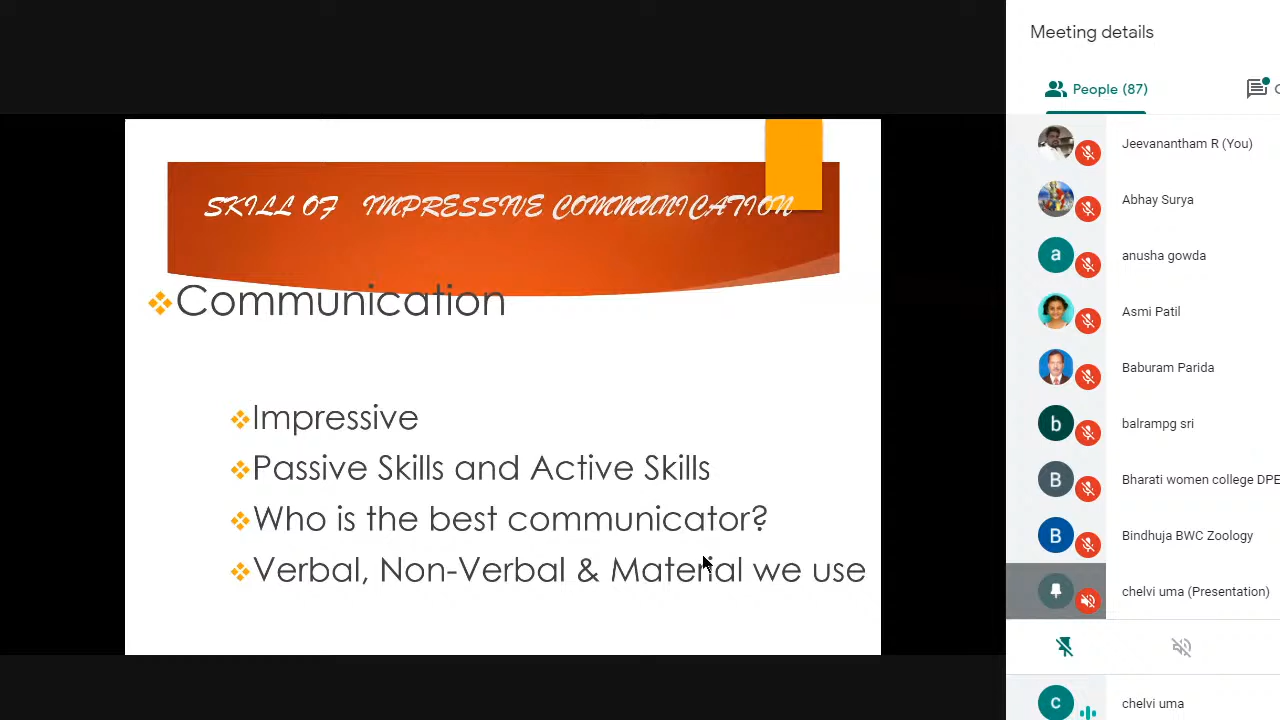 SKILL OF IMPRESSIVE COMMUNICATION
Communication
Impressive
Passive Skills and Active Skills
Who is the best communicator?
Verbal, Non-Verbal & Material we use
Meeting details
People (87)
C
Jeevanantham R (You)
Abhay Surya
a
anusha gowda
Asmi Patil
Baburam Parida
b
balrampg sri
B
Bharati women college DPE
B
Bindhuja BWC Zoology
chelvi uma (Presentation)
c
chelvi uma